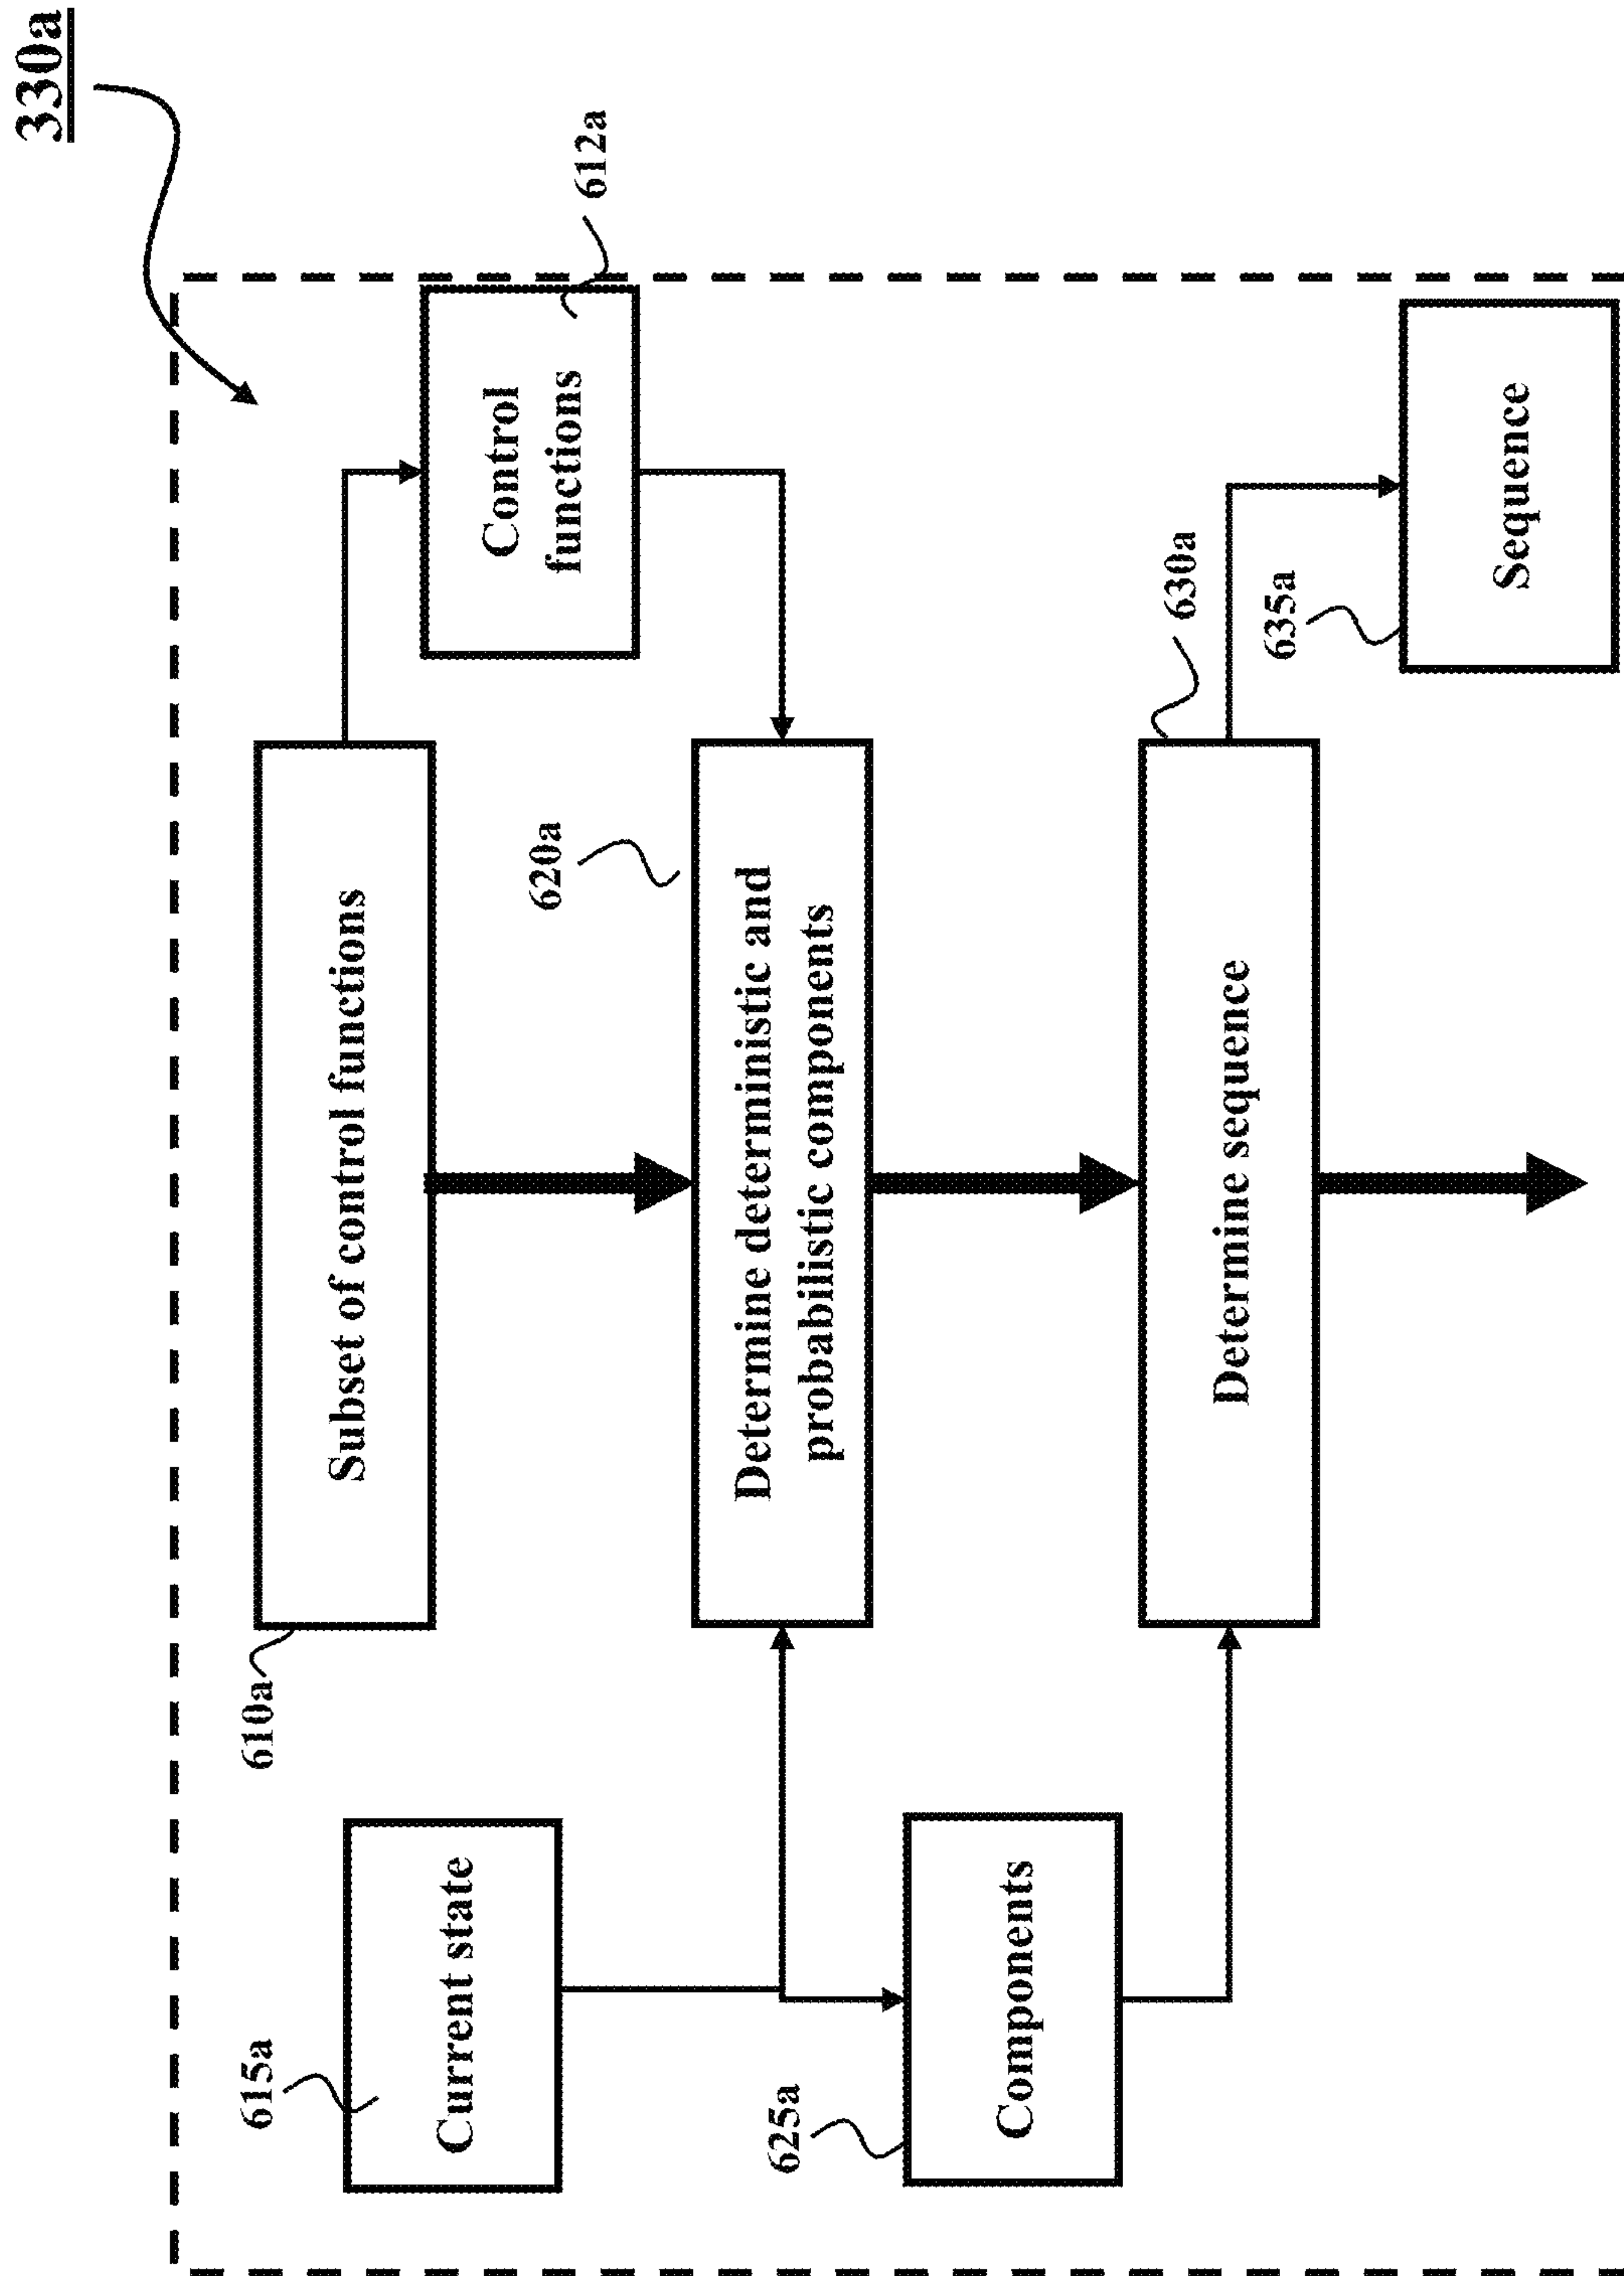 330a
610a
Subset of control functions
Control
functions
612a
615a
Current state
620a
Determine deterministic and
probabilistic components
625a
Components
630a
Determine sequence
635a
Sequence